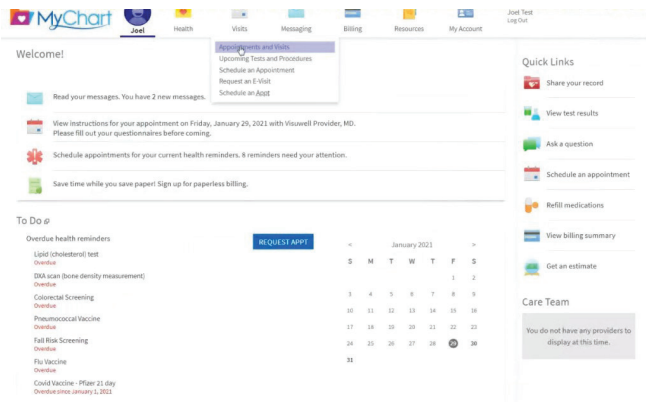 MyChart
Joel
Health
Visits
Messaging
Billing
Resources
My Account
Joel Test
Log Out
Appointments and Visits
Upcoming Tests and Procedures
Schedule an Appointment
Request an E-Visit
Schedule an Appt
Welcome!
Read your messages. You have 2 new messages.
View instructions for your appointment on Friday, January 29, 2021 with Visuwell Provider, MD.
Please fill out your questionnaires before coming.
Schedule appointments for your current health reminders. 8 reminders need your attention.
Save time while you save paper! Sign up for paperless billing.
Quick Links
Share your record
View test results
Ask a question
Schedule an appointment
Refill medications
View billing summary
Get an estimate
Care Team
You do not have any providers to
display at this time.
To Do
Overdue health reminders
REQUEST APPT
Lipid (cholesterol) test
Overdue
DXA scan (bone density measurement)
Overdue
Colorectal Screening
Overdue
Pneumococcal Vaccine
Overdue
Fall Risk Screening
Overdue
Flu Vaccine
Overdue
Covid Vaccine - Pfizer 21 day
Overdue since January 1, 2021
< January 2021 >
S M T W T F S
1 2
3 4 5 6 7 8 9
10 11 12 13 14 15 16
17 18 19 20 21 22 23
24 25 26 27 28 29 30
31